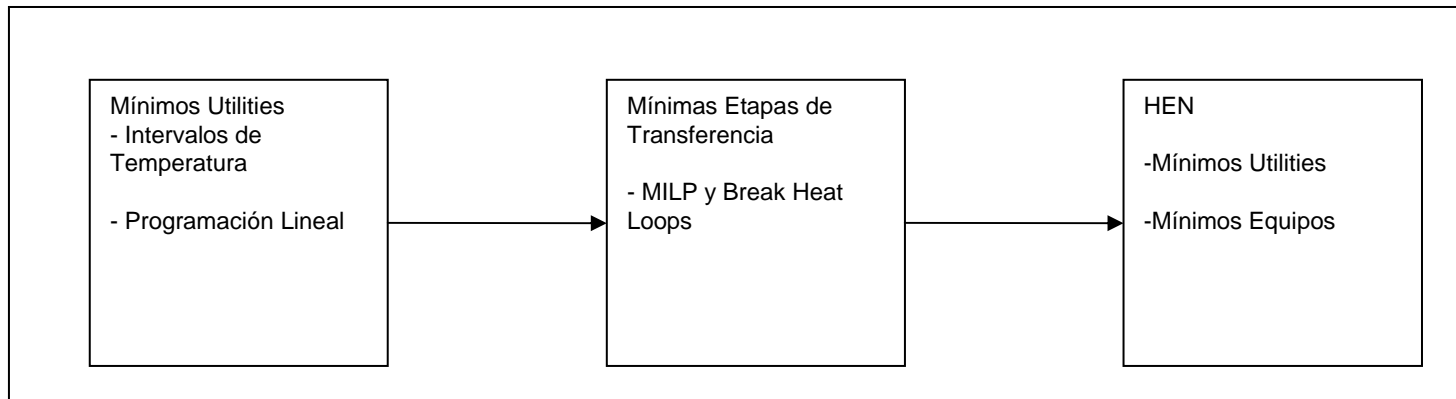 Mínimos Utilities
- Intervalos de
Temperatura
- Programación Lineal
Mínimas Etapas de
Transferencia
- MILP y Break Heat
Loops
HEN
-Mínimos Utilities
-Mínimos Equipos